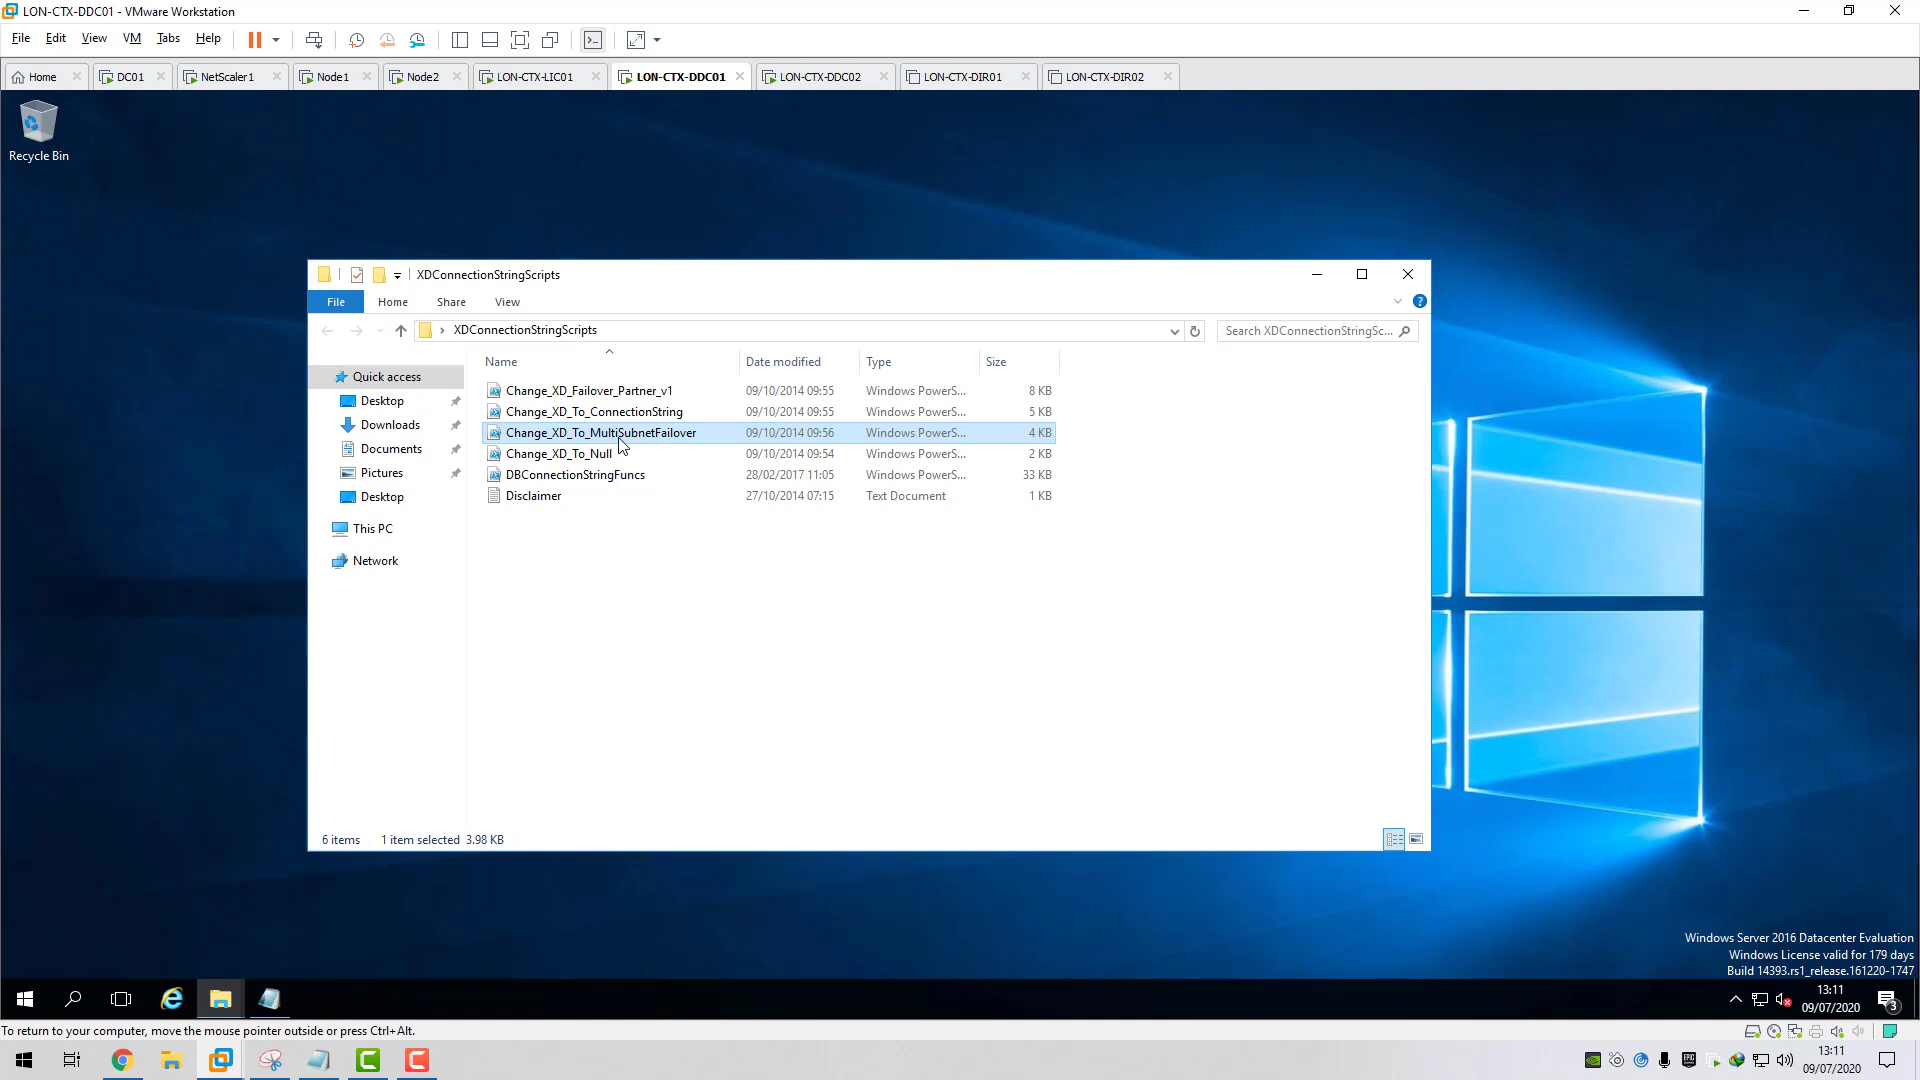 LON-CTX-DDC01 - VMware Workstation
File Edit View VM Tabs Help
Home DC01 NetScaler1 Node1 Node2 LON-CTX-LIC01 LON-CTX-DDC01 LON-CTX-DDC02 LON-CTX-DIR01 LON-CTX-DIR02
Recycle Bin
XDConnectionStringScripts
File Home Share View
XDConnectionStringScripts
Search XDConnectionStringSc...
Name Date modified Type Size
Quick access
Desktop
Downloads
Documents
Pictures
Desktop
This PC
Network
Change_XD_Failover_Partner_v1 09/10/2014 09:55 Windows PowerS... 8 KB
Change_XD_To_ConnectionString 09/10/2014 09:55 Windows PowerS... 5 KB
Change_XD_To_MultiSubnetFailover 09/10/2014 09:56 Windows PowerS... 4 KB
Change_XD_To_Null 09/10/2014 09:54 Windows PowerS... 2 KB
DBConnectionStringFuncs 28/02/2017 11:05 Windows PowerS... 33 KB
Disclaimer 27/10/2014 07:15 Text Document 1 KB
6 items 1 item selected 3.98 KB
Windows Server 2016 Datacenter Evaluation
Windows License valid for 179 days
Build 14393.rs1_release.161220-1747
13:11
09/07/2020
3
To return to your computer, move the mouse pointer outside or press Ctrl+Alt.
13:11
09/07/2020